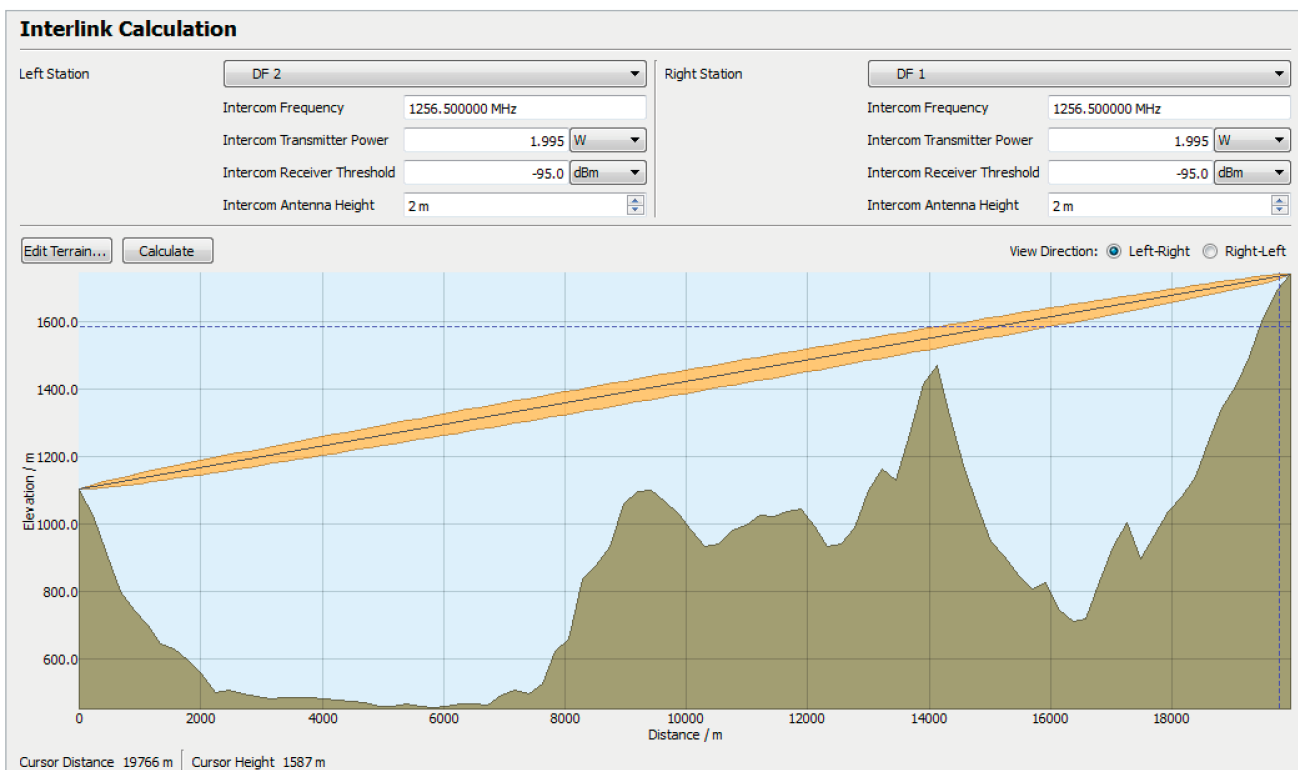 Interlink Calculation
Left Station DF 2 Right Station DF 1
Intercom Frequency 1256.500000 MHz Intercom Frequency 1256.500000 MHz
Intercom Transmitter Power 1.995 W Intercom Transmitter Power 1.995 W
Intercom Receiver Threshold -95.0 dBm Intercom Receiver Threshold -95.0 dBm
Intercom Antenna Height 2 m Intercom Antenna Height 2 m
Edit Terrain... Calculate View Direction: Left-Right Right-Left
1600.0
1400.0
1200.0
1000.0
800.0
600.0
Elevation / m
0 2000 4000 6000 8000 10000 12000 14000 16000 18000
Distance / m
Cursor Distance 19766 m Cursor Height 1587 m